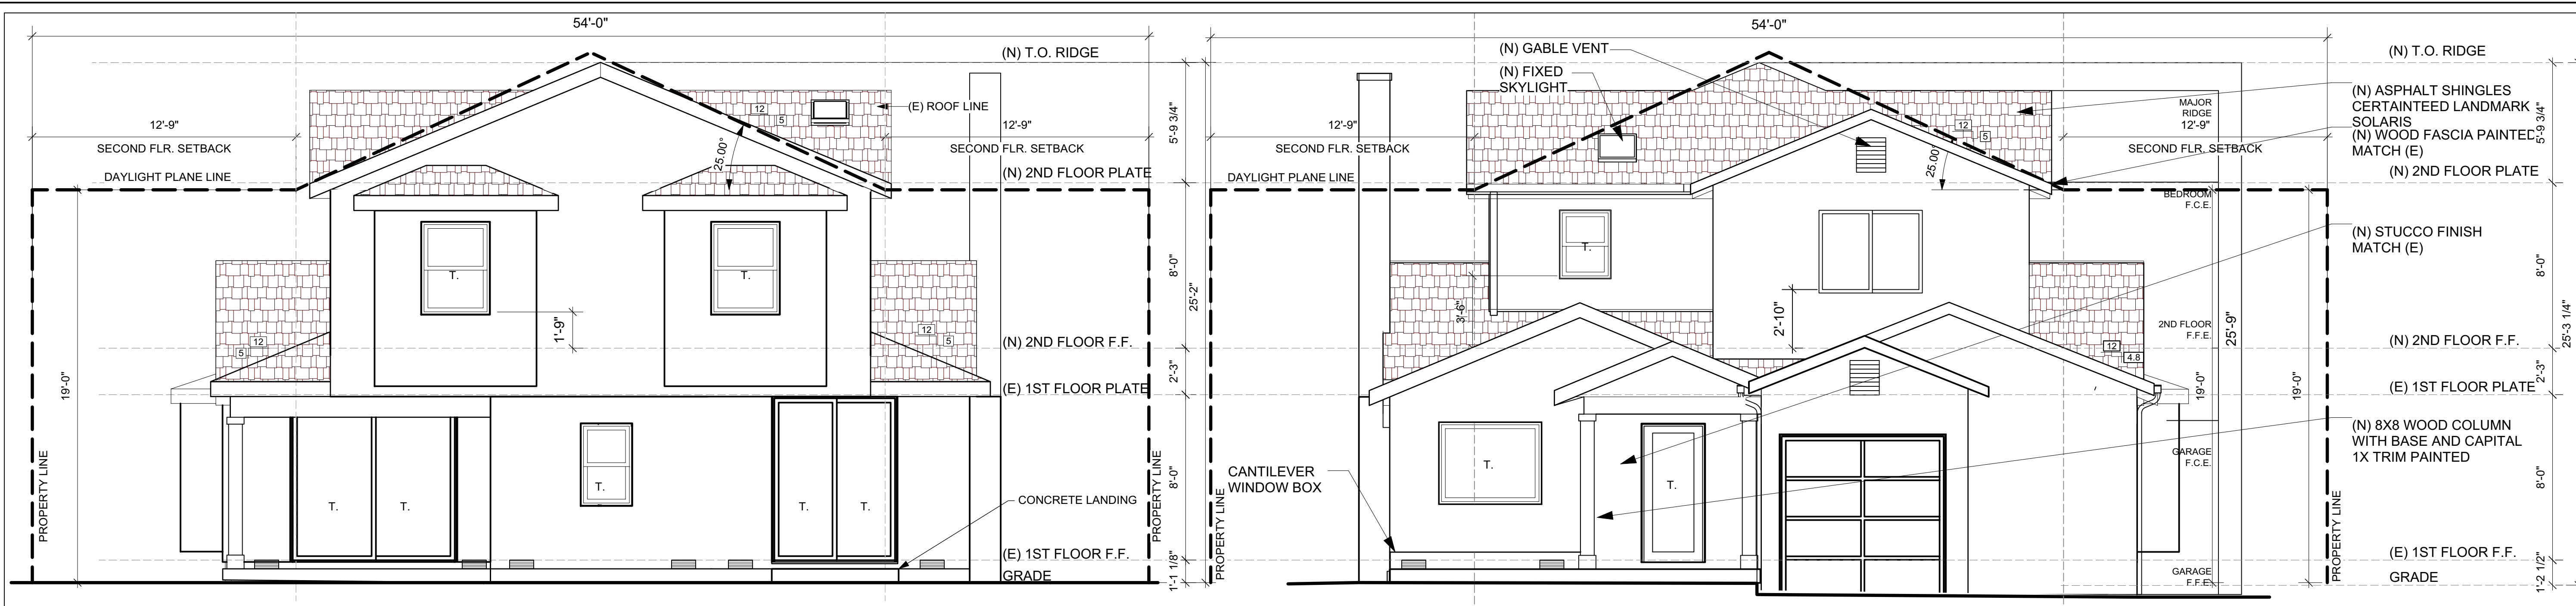 54'-0"
(N) T.O. RIDGE
(E) ROOF LINE
12
5
12'-9"
SECOND FLR. SETBACK
12'-9"
SECOND FLR. SETBACK
25.00°
DAYLIGHT PLANE LINE
(N) 2ND FLOOR PLATE
5'-9 3/4"
T.
T.
8'-0"
25'-2"
1'-9"
12
5
12
5
(N) 2ND FLOOR F.F.
2'-3"
19'-0"
(E) 1ST FLOOR PLATE
8'-0"
PROPERTY LINE
PROPERTY LINE
T.
T.
T.
T.
T.
CONCRETE LANDING
(E) 1ST FLOOR F.F.
GRADE
1'-1 1/8"
54'-0"
(N) GABLE VENT
(N) FIXED
SKYLIGHT
(N) T.O. RIDGE
(N) ASPHALT SHINGLES
CERTAINTEED LANDMARK
SOLARIS
(N) WOOD FASCIA PAINTED
MATCH (E)
MAJOR
RIDGE
12'-9"
SECOND FLR. SETBACK
12'-9"
SECOND FLR. SETBACK
12
5
25.00°
5'-9 3/4"
DAYLIGHT PLANE LINE
(N) 2ND FLOOR PLATE
BEDROOM
F.C.E.
(N) STUCCO FINISH
MATCH (E)
T.
8'-0"
3'-6"
2'-10"
2ND FLOOR
F.F.E.
25'-9"
25'-3 1/4"
12
4.8
(N) 2ND FLOOR F.F.
2'-3"
(E) 1ST FLOOR PLATE
19'-0"
19'-0"
(N) 8X8 WOOD COLUMN
WITH BASE AND CAPITAL
1X TRIM PAINTED
GARAGE
F.C.E.
8'-0"
CANTILEVER
WINDOW BOX
T.
T.
PROPERTY LINE
PROPERTY LINE
(E) 1ST FLOOR F.F.
GARAGE
F.F.E.
GRADE
1'-2 1/2"